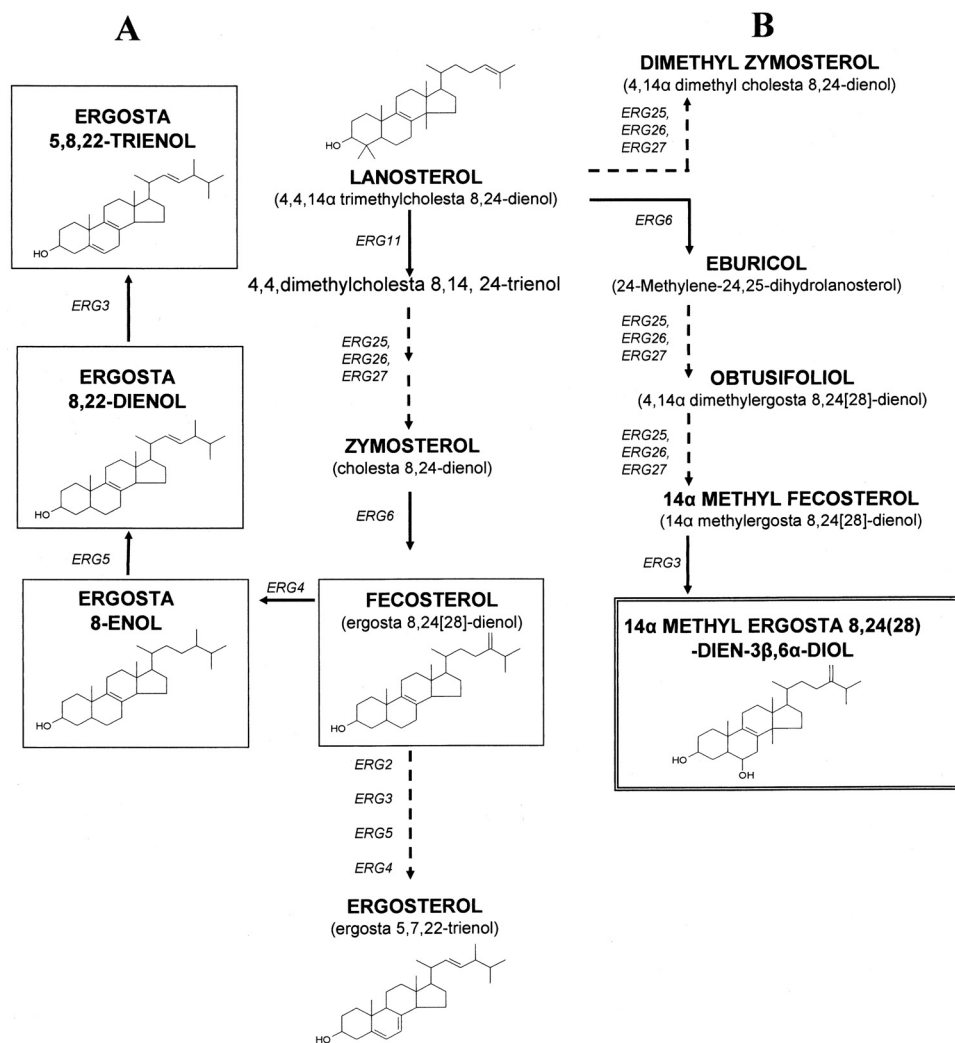 A
B
ERGOSTA
5,8,22-TRIENOL
HO
ERG3
ERGOSTA
8,22-DIENOL
HO
ERG5
ERGOSTA
8-ENOL
HO
ERG4
HO
LANOSTEROL
(4,4,14α trimethylcholesta 8,24-dienol)
ERG11
4,4,dimethylcholesta 8,14, 24-trienol
ERG25,
ERG26,
ERG27
ZYMOSTEROL
(cholesta 8,24-dienol)
ERG6
FECOSTEROL
(ergosta 8,24[28]-dienol)
HO
ERG2
ERG3
ERG5
ERG4
ERGOSTEROL
(ergosta 5,7,22-trienol)
HO
DIMETHYL ZYMOSTEROL
(4,14α dimethyl cholesta 8,24-dienol)
ERG25,
ERG26,
ERG27
ERG6
EBURICOL
(24-Methylene-24,25-dihydrolanosterol)
ERG25,
ERG26,
ERG27
OBTUSIFOLIOL
(4,14α dimethylergosta 8,24[28]-dienol)
ERG25,
ERG26,
ERG27
14α METHYL FECOSTEROL
(14α methylergosta 8,24[28]-dienol)
ERG3
14α METHYL ERGOSTA 8,24(28)
-DIEN-3β,6α-DIOL
HO
OH